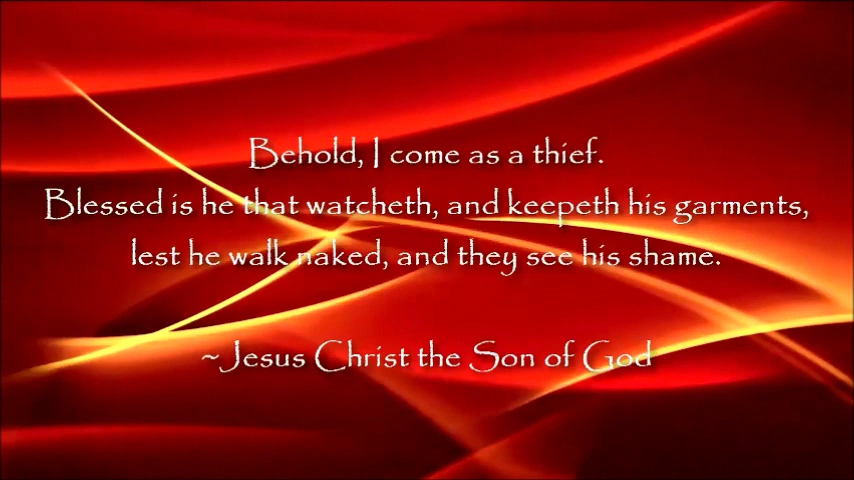 Behold, I come as a thief.
Blessed is he that watcheth, and keepeth his garments,
lest he walk naked, and they see his shame.
~Jesus Christ the Son of God